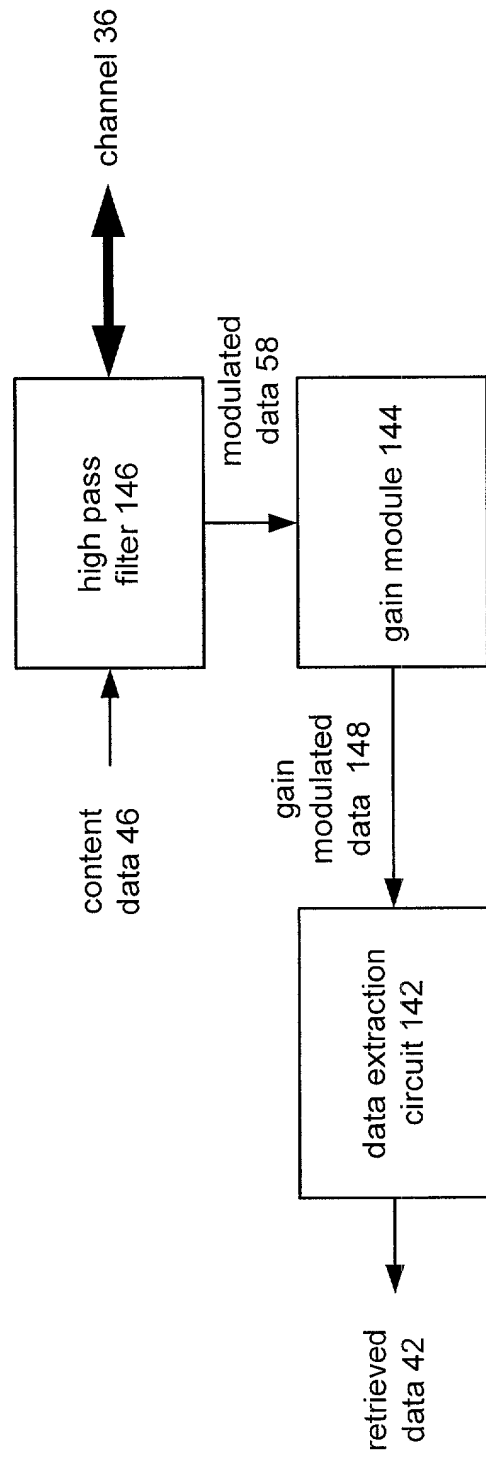 content
data 46
high pass
filter 146
channel 36
modulated
data 58
gain module 144
gain
modulated
data 148
data extraction
circuit 142
retrieved
data 42